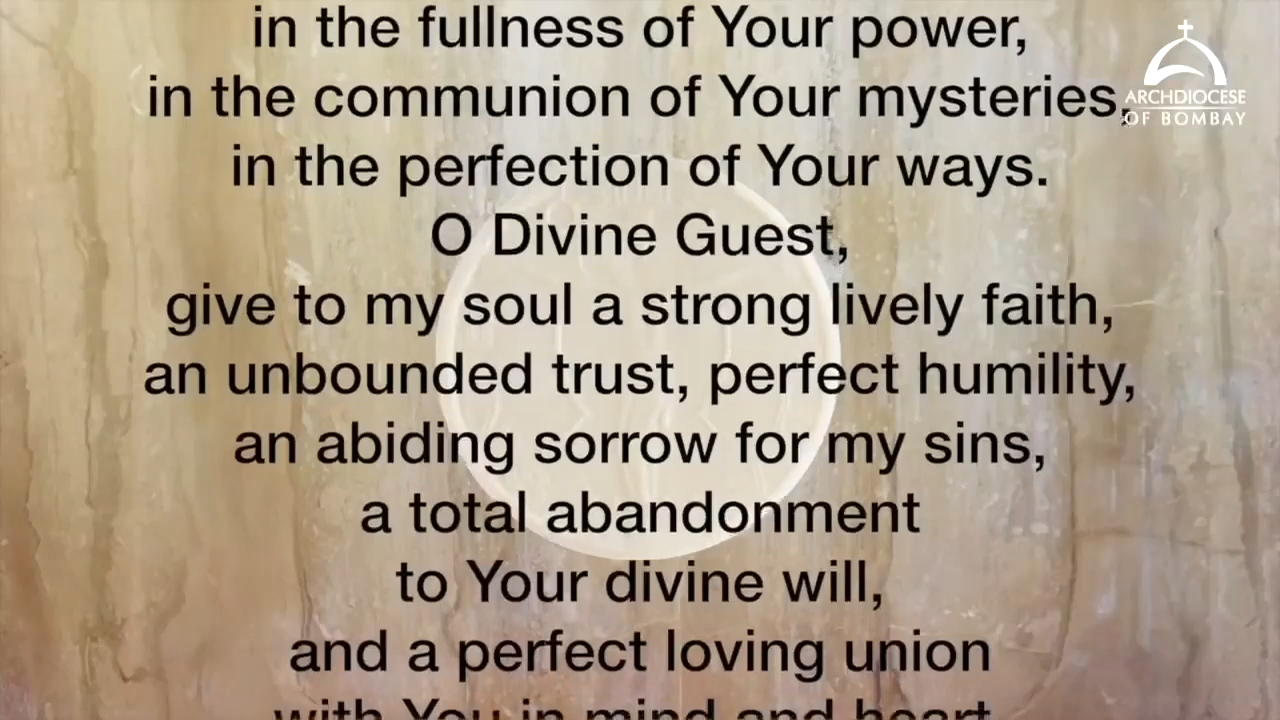 in the fullness of Your power,
in the communion of Your mysteries,
in the perfection of Your ways.
O Divine Guest,
give to my soul a strong lively faith,
an unbounded trust, perfect humility,
an abiding sorrow for my sins,
a total abandonment
to Your divine will,
and a perfect loving union
with You in mind and heart
ARCHDIOCESE
OF BOMBAY